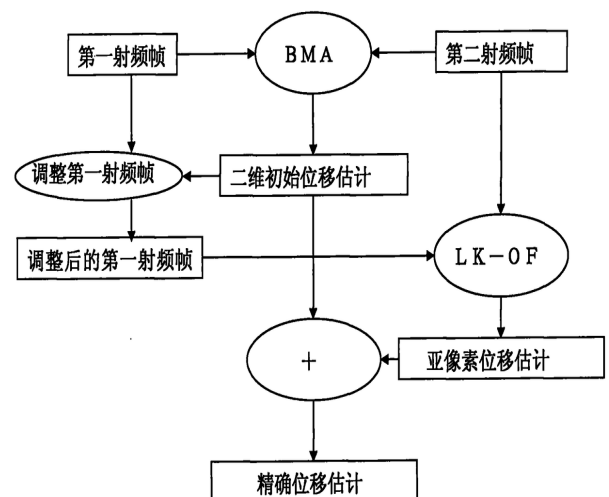 第一射频帧
BMA
第二射频帧
调整第一射频帧
二维初始位移估计
调整后的第一射频帧
LK-OF
+
亚像素位移估计
精确位移估计